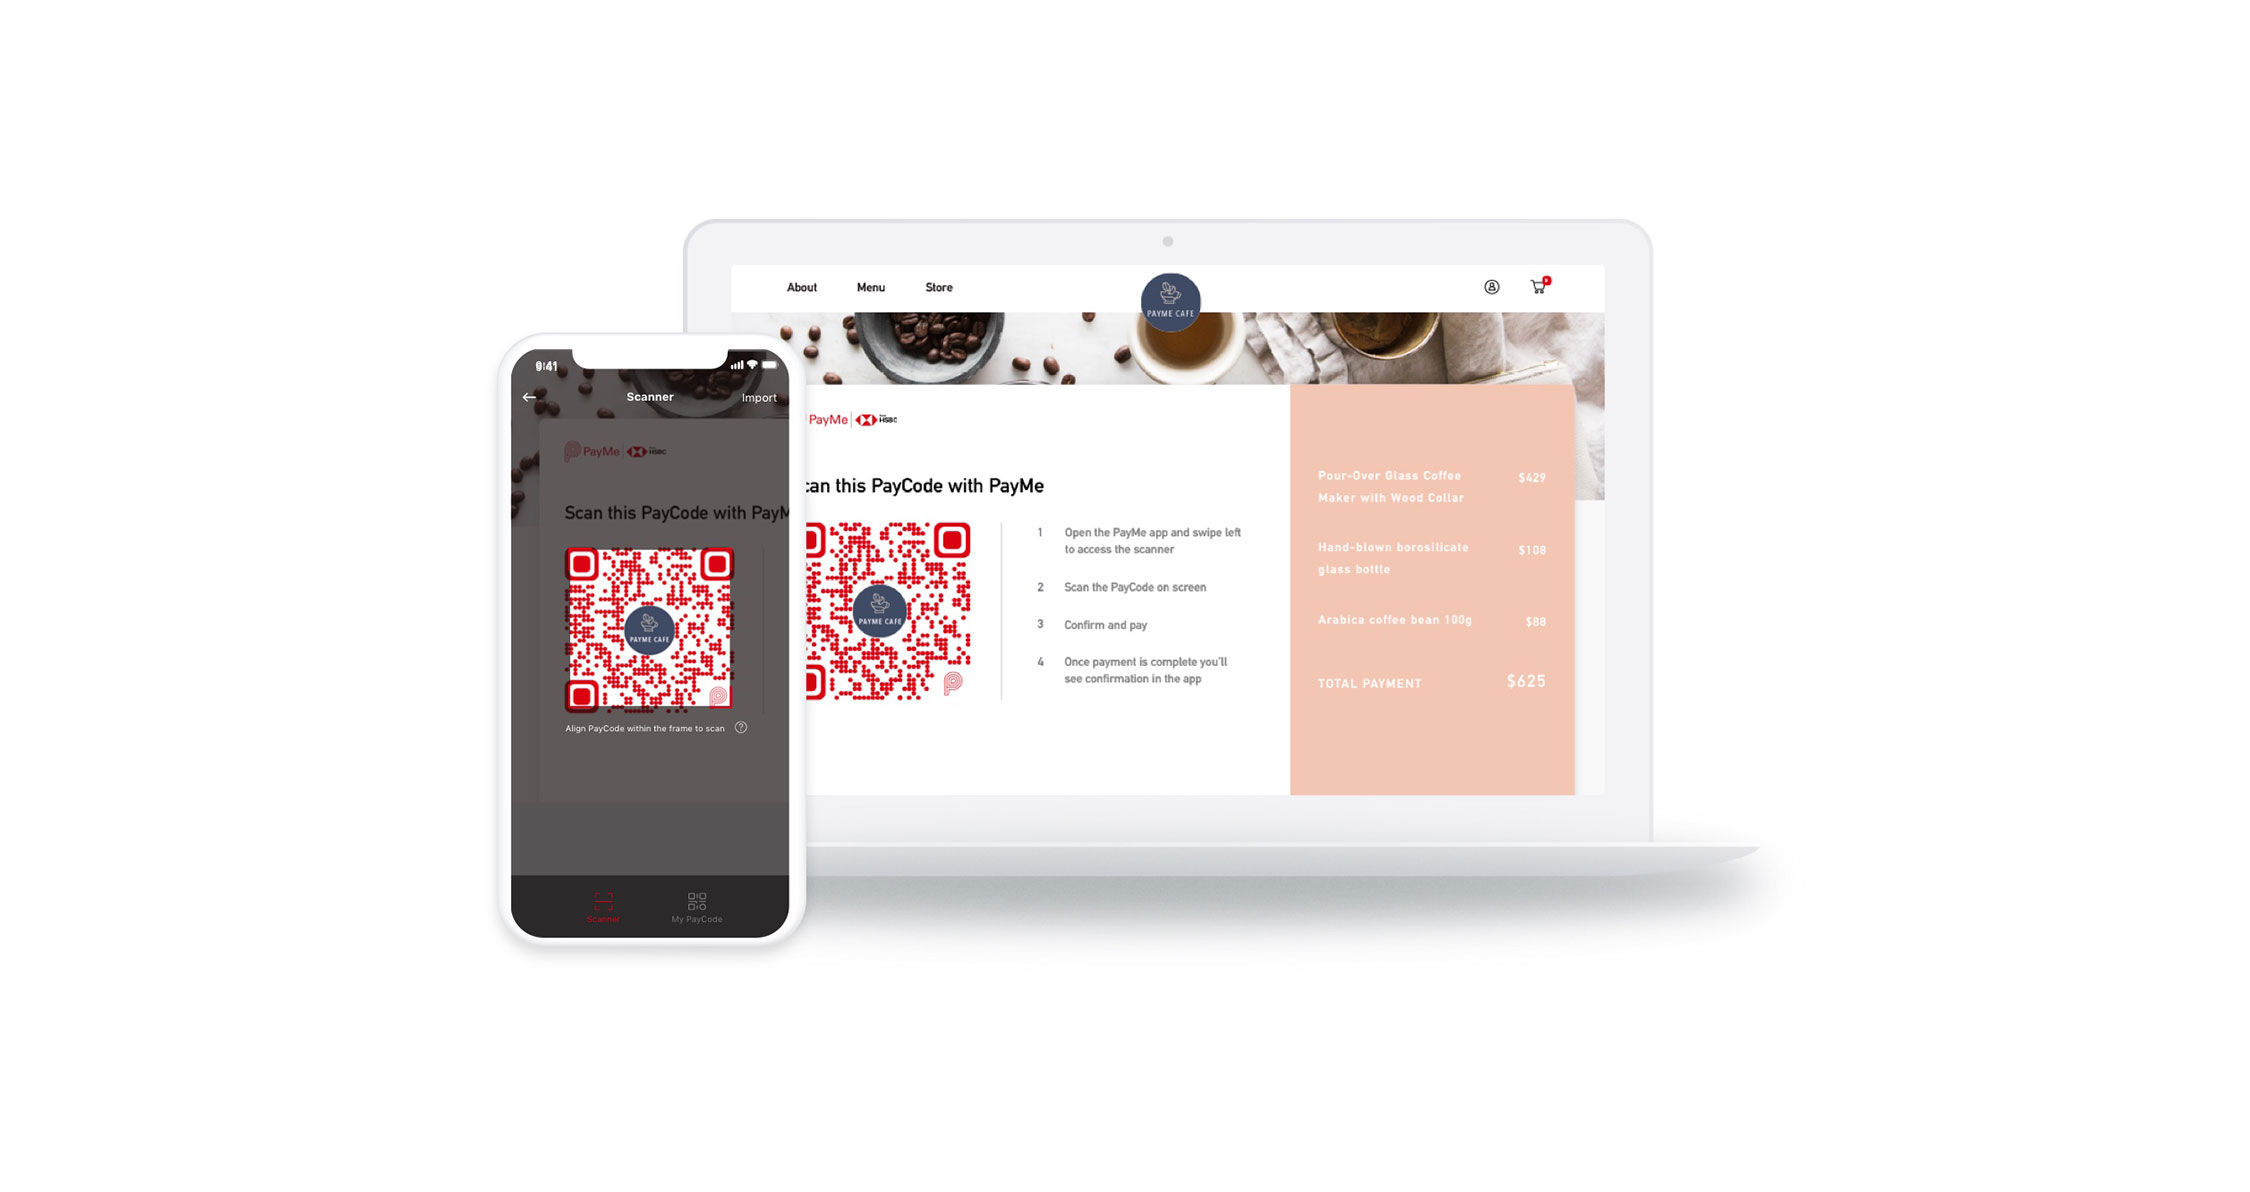 About Menu Store
PAYME CAFE
PayMe
HSBC
can this PayCode with PayMe
PAYME CAFE
1 Open the PayMe app and swipe left
to access the scanner
2 Scan the PayCode on screen
3 Confirm and pay
4 Once payment is complete you'll
see confirmation in the app
Pour-Over Glass Coffee
Maker with Wood Collar
$429
Hand-blown borosilicate
glass bottle
$108
Arabica coffee bean 100g
$88
TOTAL PAYMENT
$625
9:41
Scanner
Import
PayMe
HSBC
Scan this PayCode with PayM
PAYME CAFE
Align PayCode within the frame to scan ?
Scanner
My PayCode